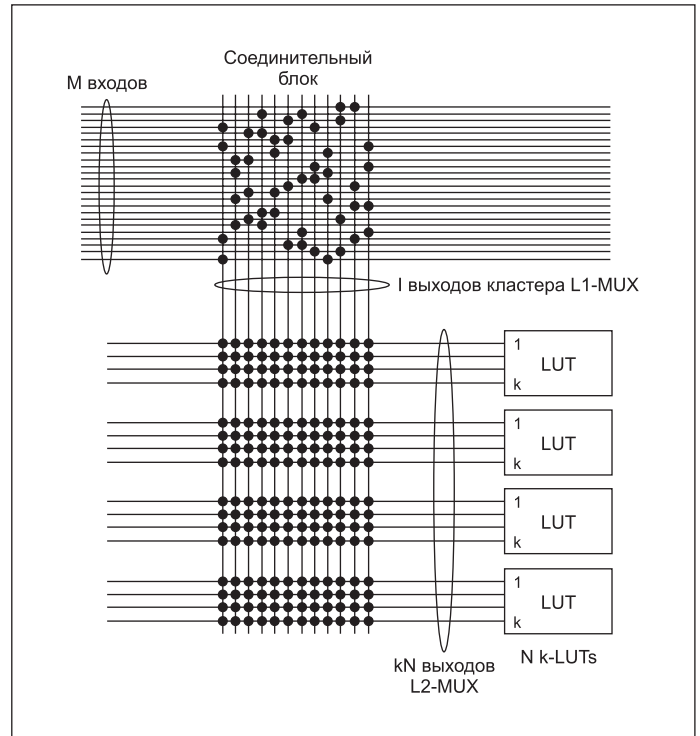 Соединительный
блок
М входов
I выходов кластера L1-MUX
1
LUT
k
1
LUT
k
1
LUT
k
1
LUT
k
kN выходов
L2-MUX
N k-LUTs